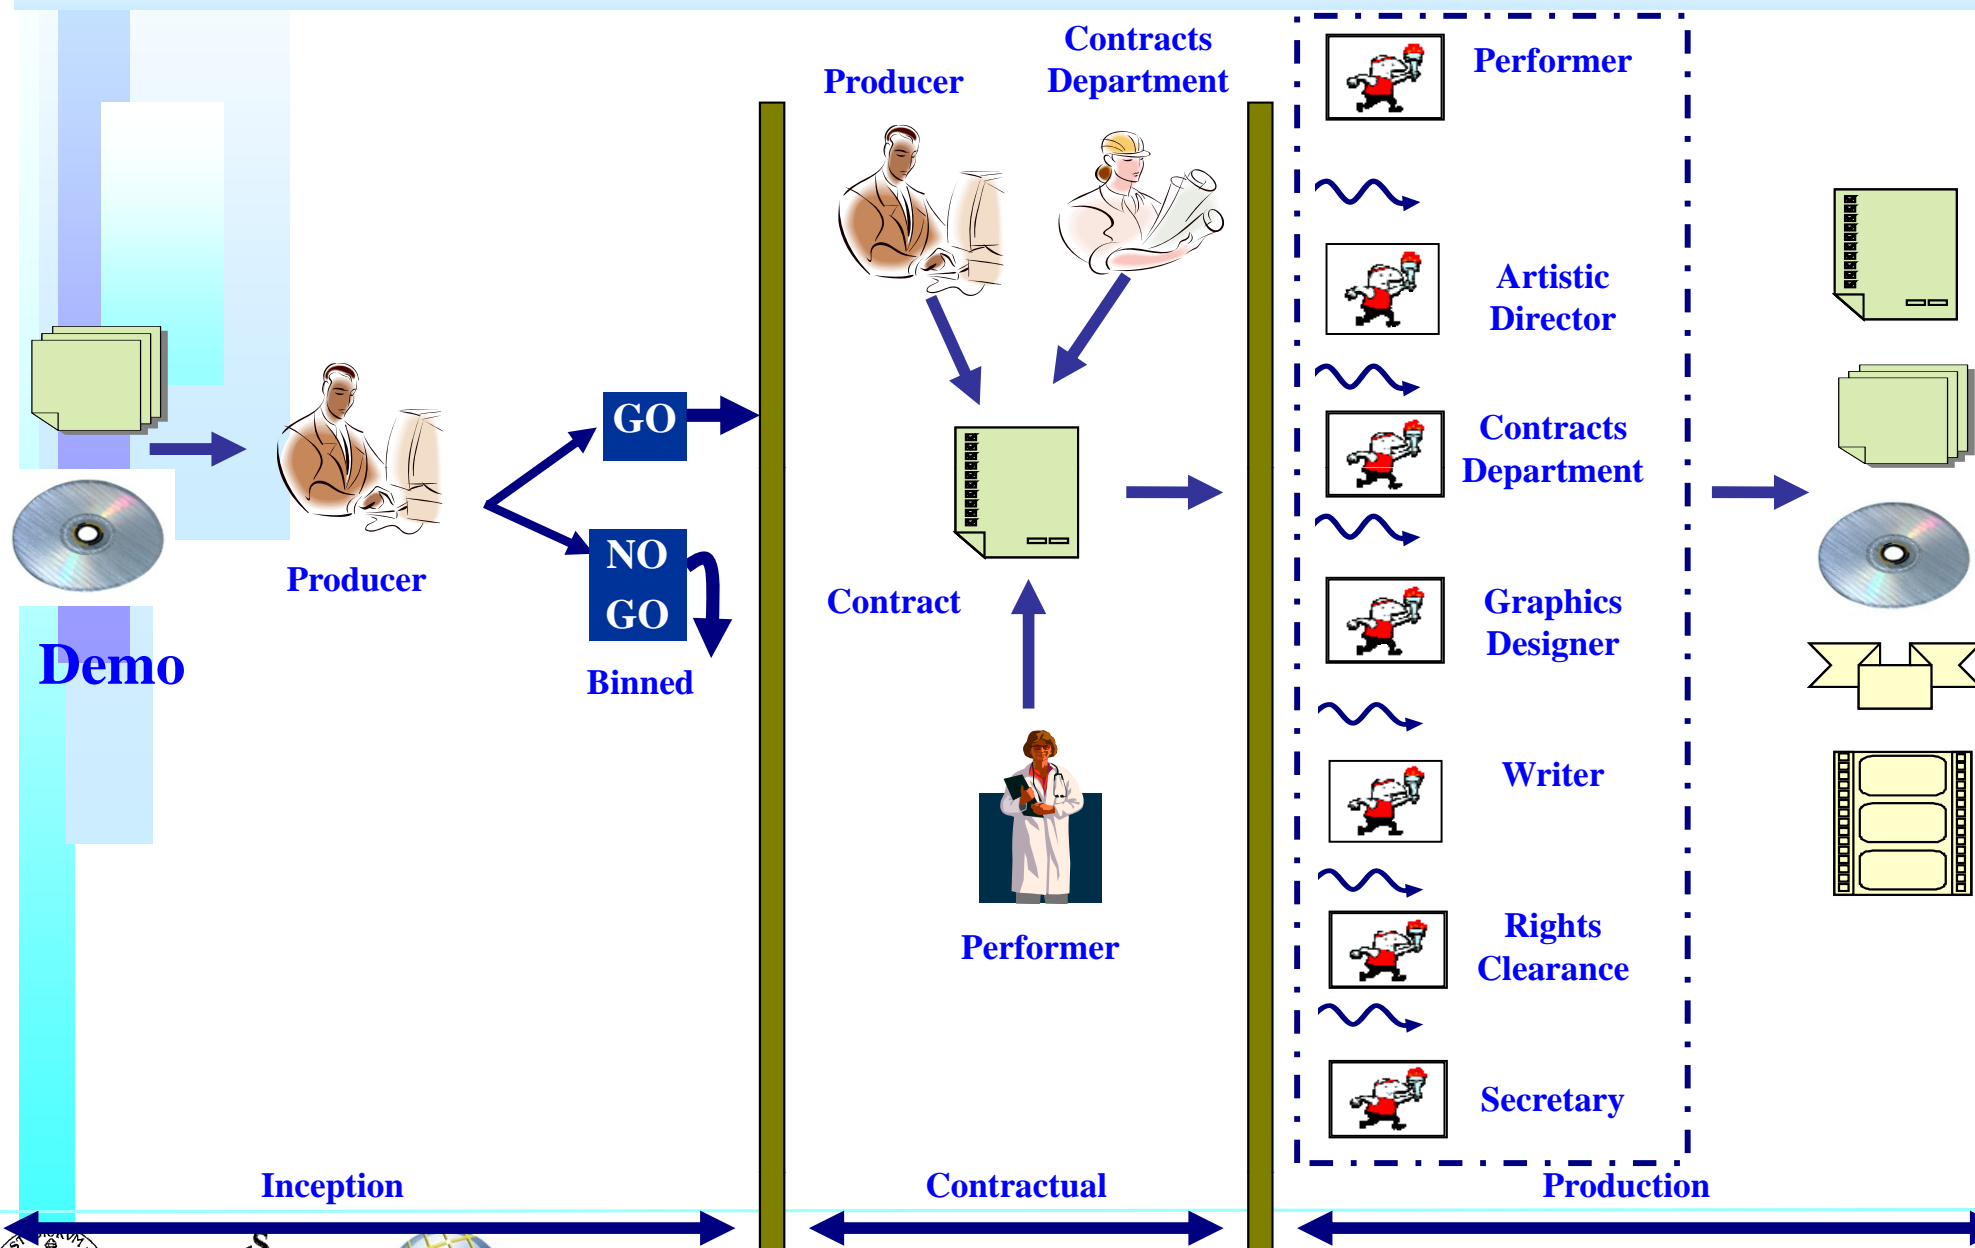 Demo
Producer
GO
NO
GO
Binned
Producer
Contracts
Department
Contract
Performer
Performer
Artistic
Director
Contracts
Department
Graphics
Designer
Writer
Rights
Clearance
Secretary
Inception
Contractual
Production